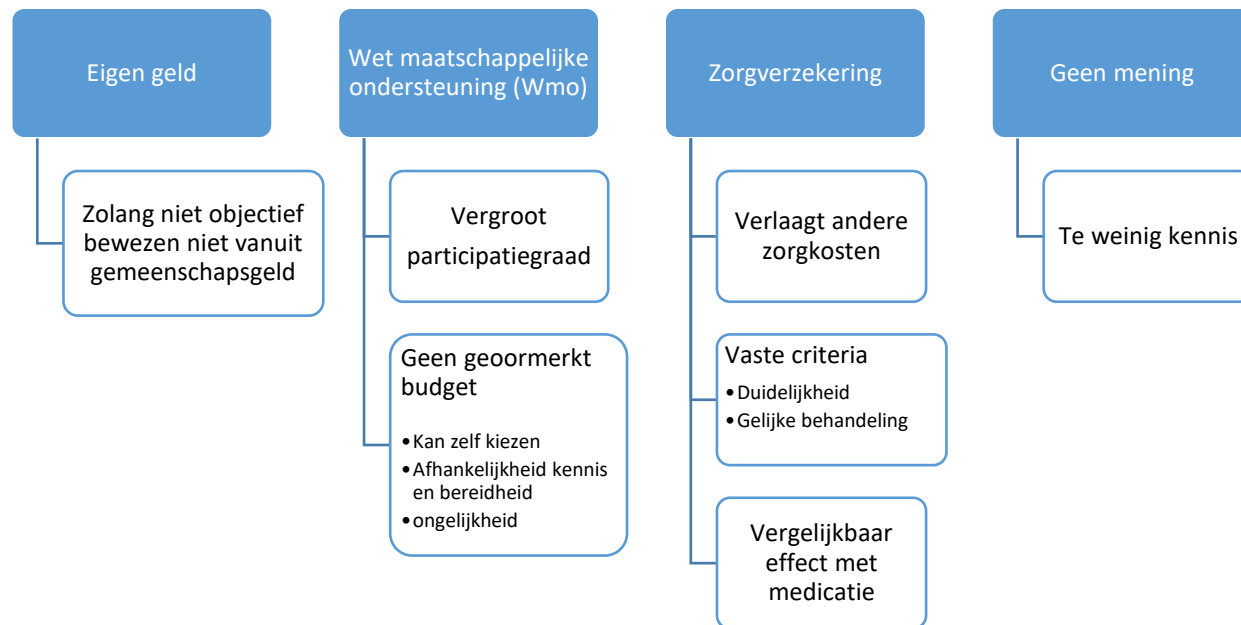 Eigen geld
Zolang niet objectief
bewezen niet vanuit
gemeenschapsgeld
Wet maatschappelijke
ondersteuning (Wmo)
Vergroot
participatiegraad
Geen geoormerkt
budget
•Kan zelf kiezen
•Afhankelijkheid kennis
en bereidheid
•ongelijkheid
Zorgverzekering
Verlaagt andere
zorgkosten
Vaste criteria
•Duidelijkheid
•Gelijke behandeling
Vergelijkbaar
effect met
medicatie
Geen mening
Te weinig kennis